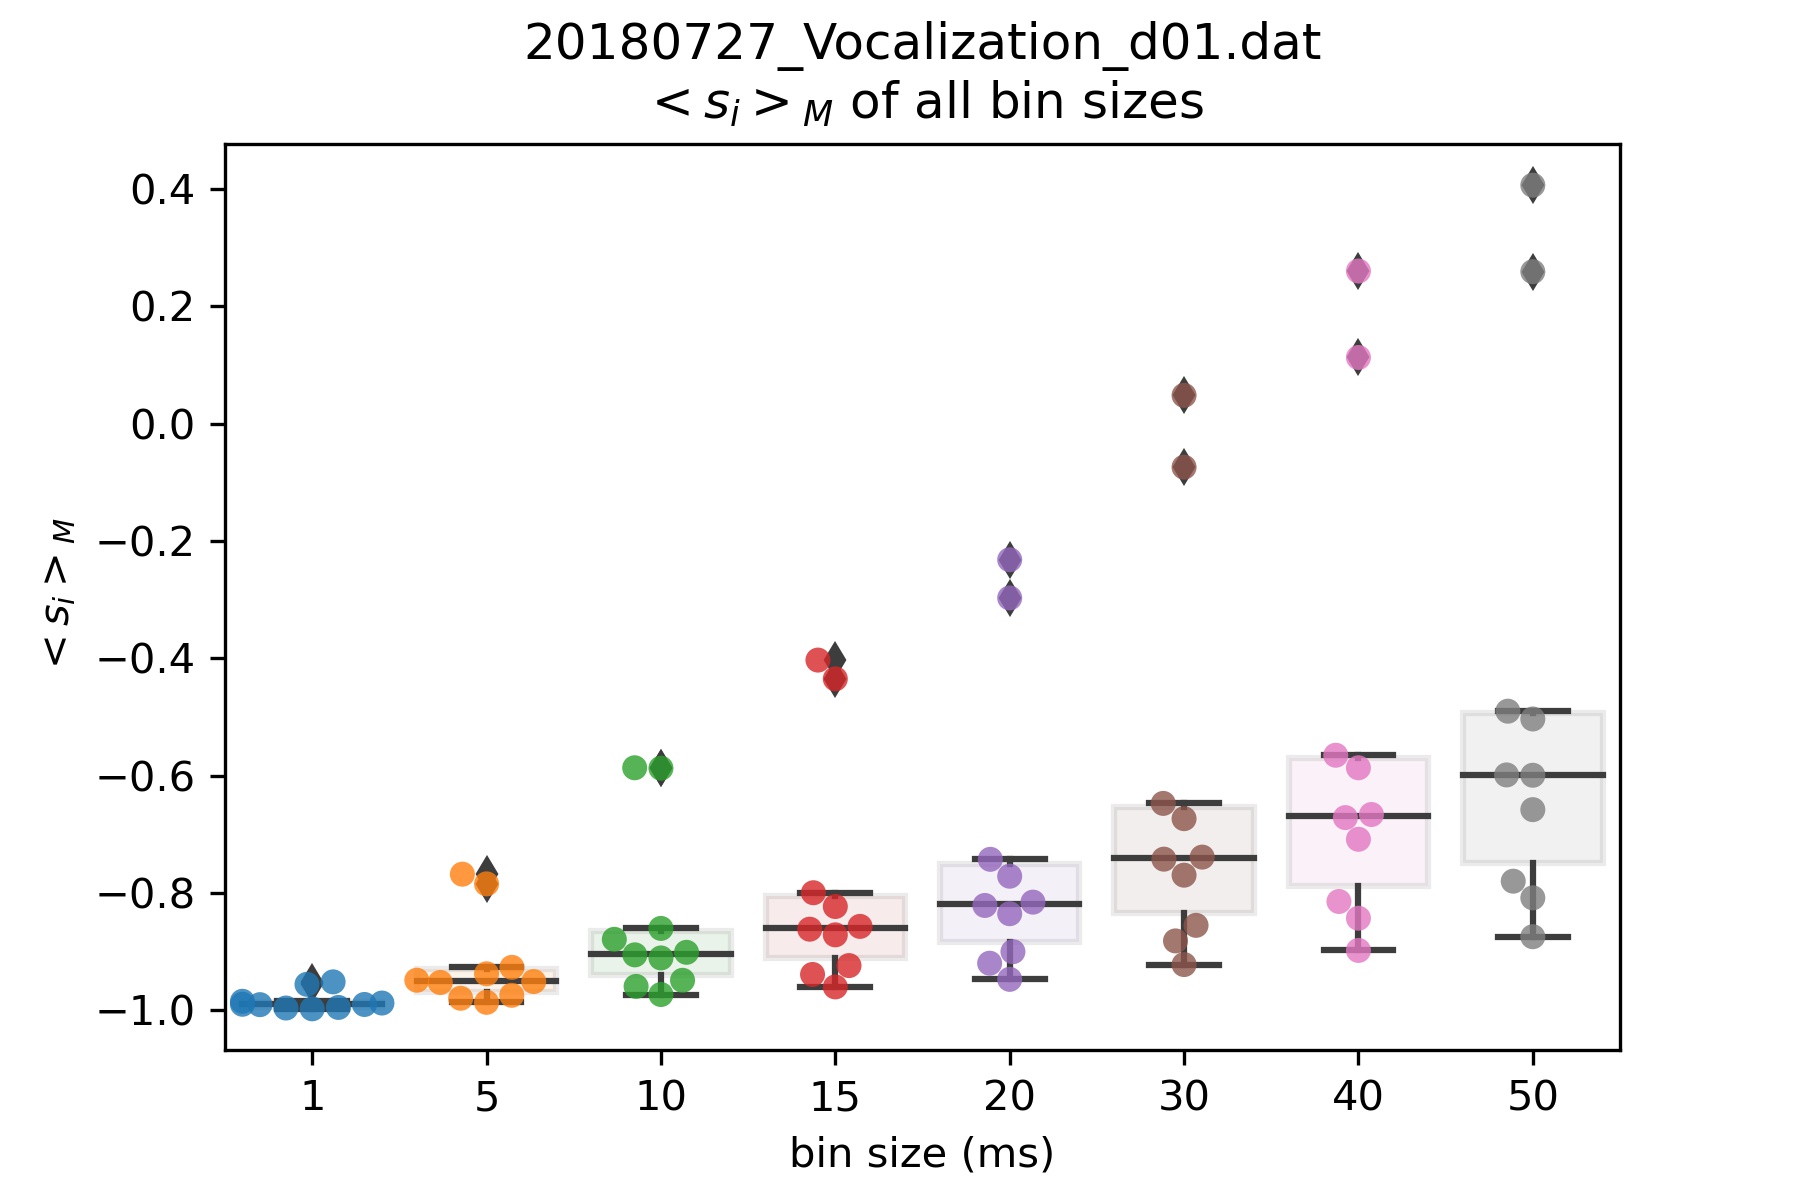 20180727_Vocalization_d01.dat
< s_i >_M of all bin sizes
0.4
0.2
0.0
−0.2
−0.4
−0.6
−0.8
−1.0
< s_i >_M
1 5 10 15 20 30 40 50
bin size (ms)